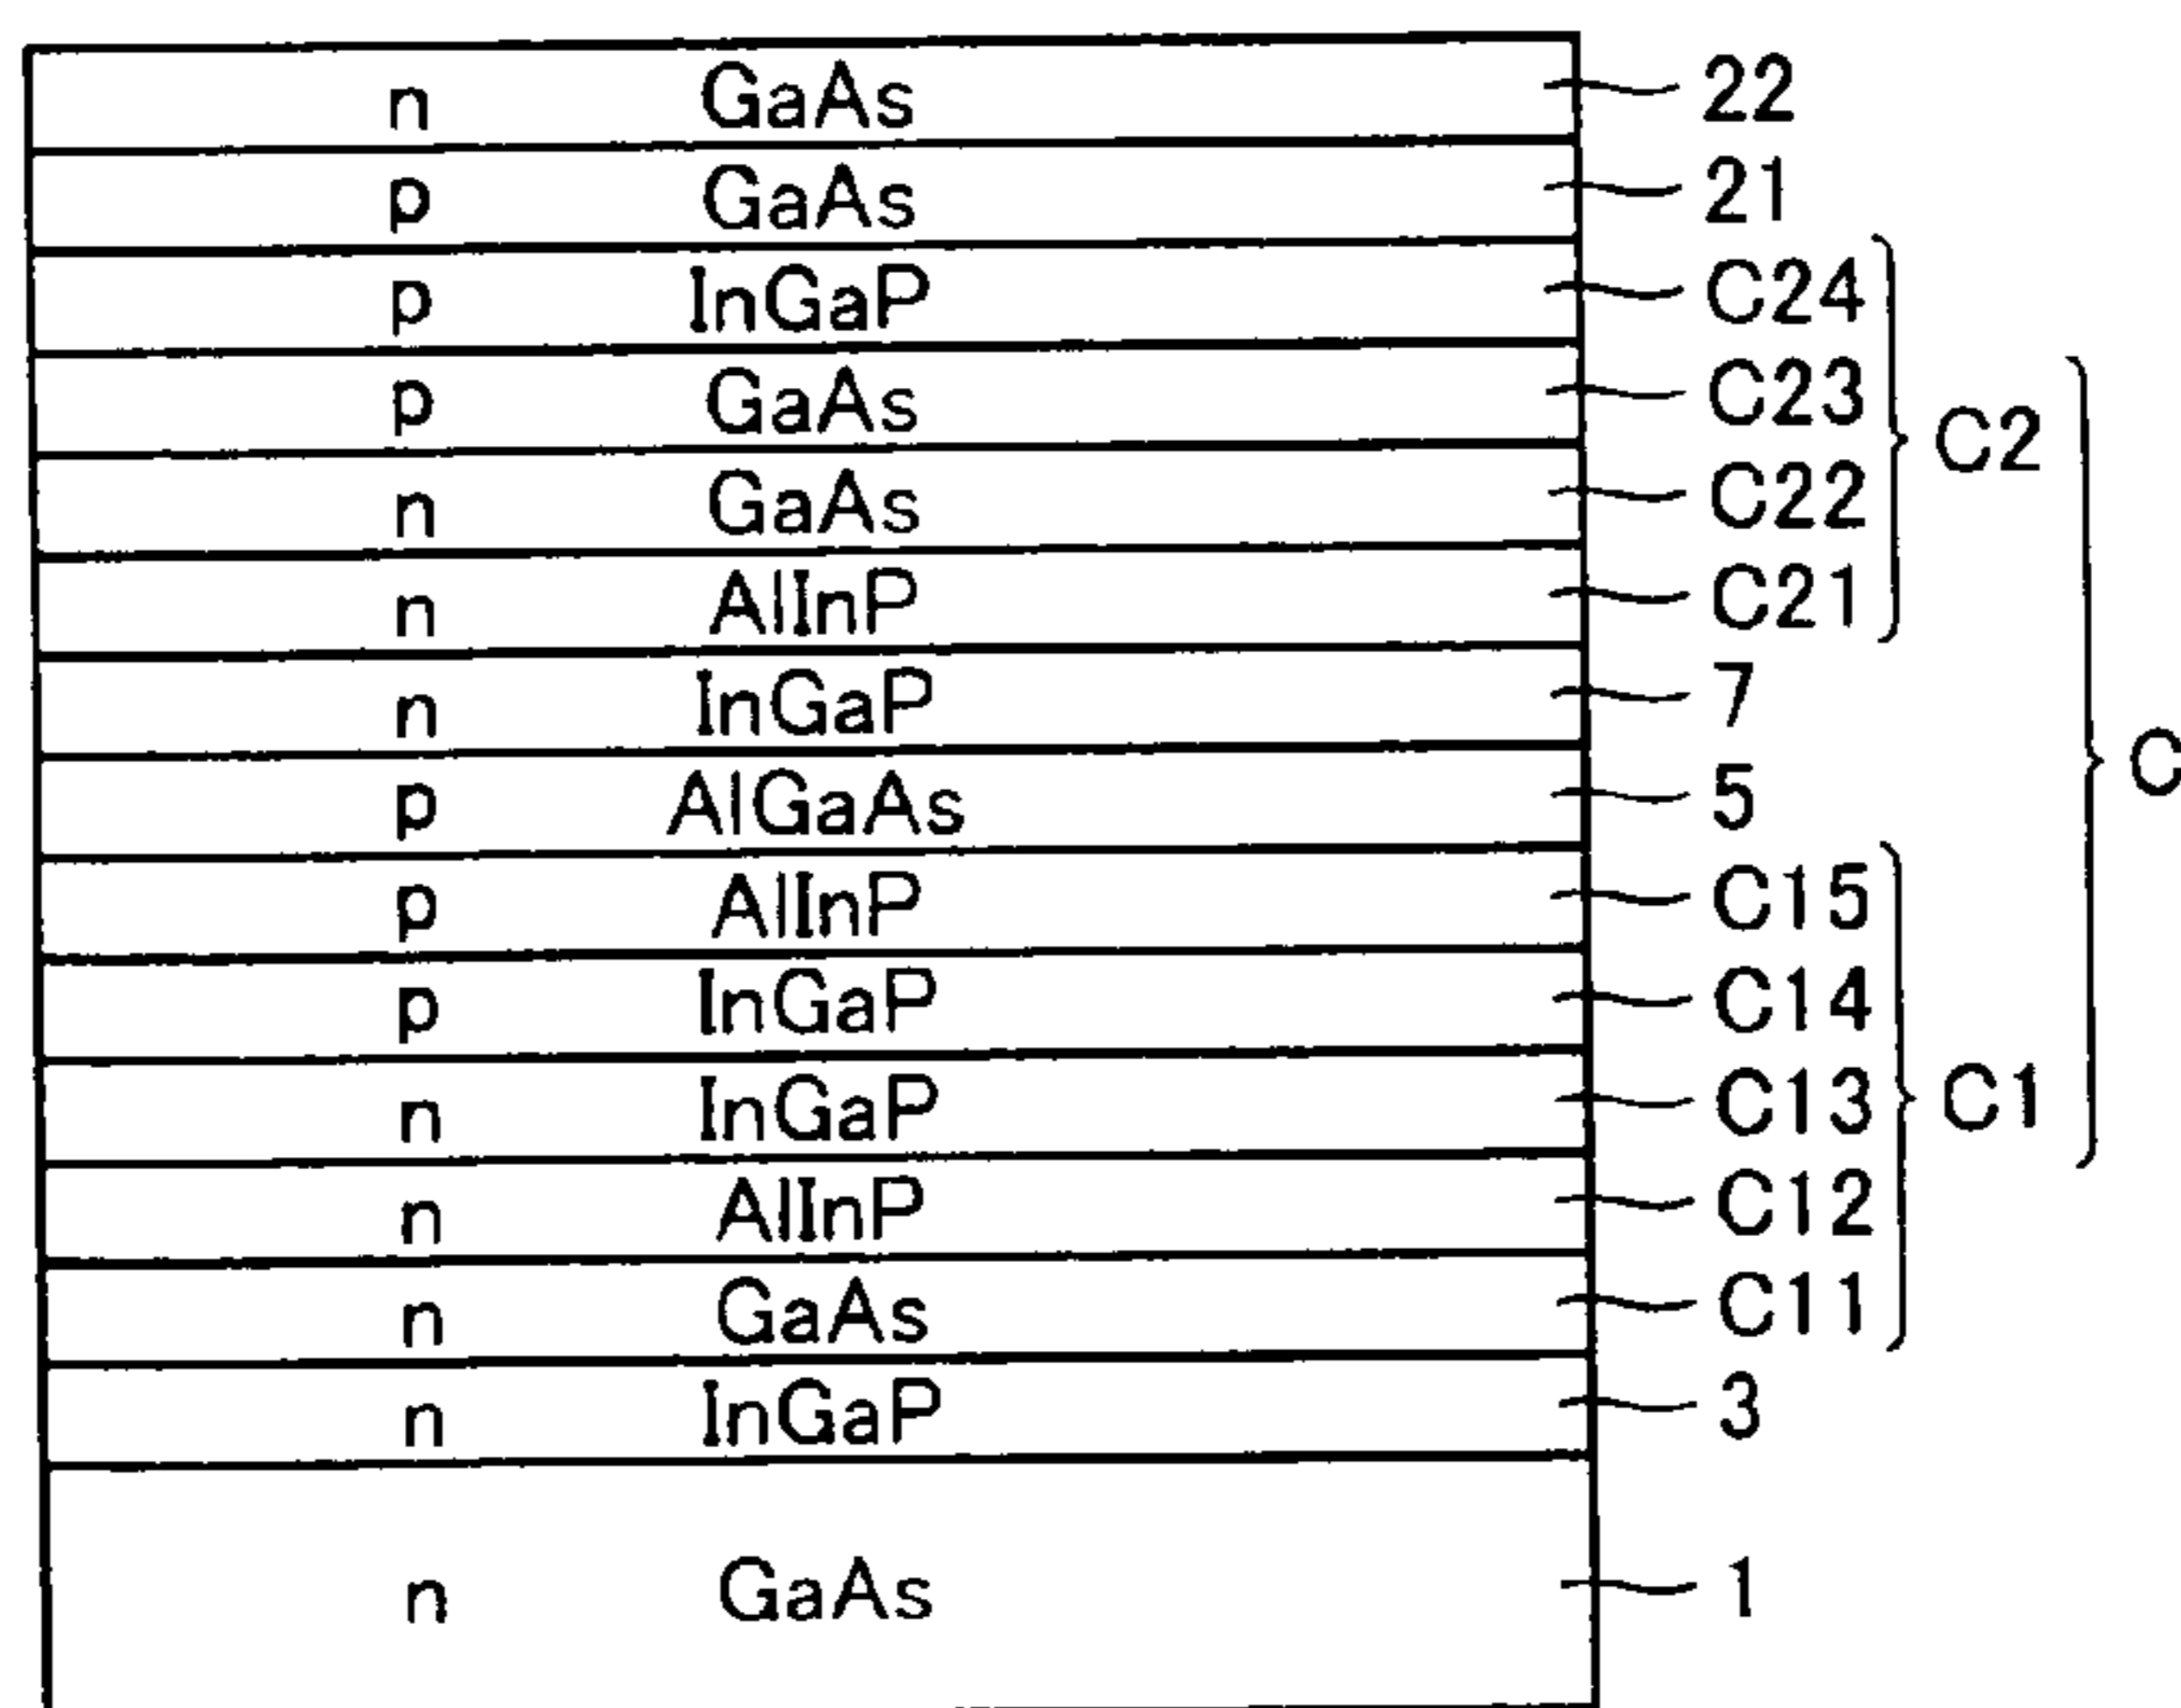 n GaAs 22
p GaAs 21
p InGaP C24
p GaAs C23
C2
n GaAs C22
n AlInP C21
n InGaP 7
C
p AlGaAs 5
p AlInP C15
p InGaP C14
n InGaP C13
C1
n AlInP C12
n GaAs C11
n InGaP 3
n GaAs 1